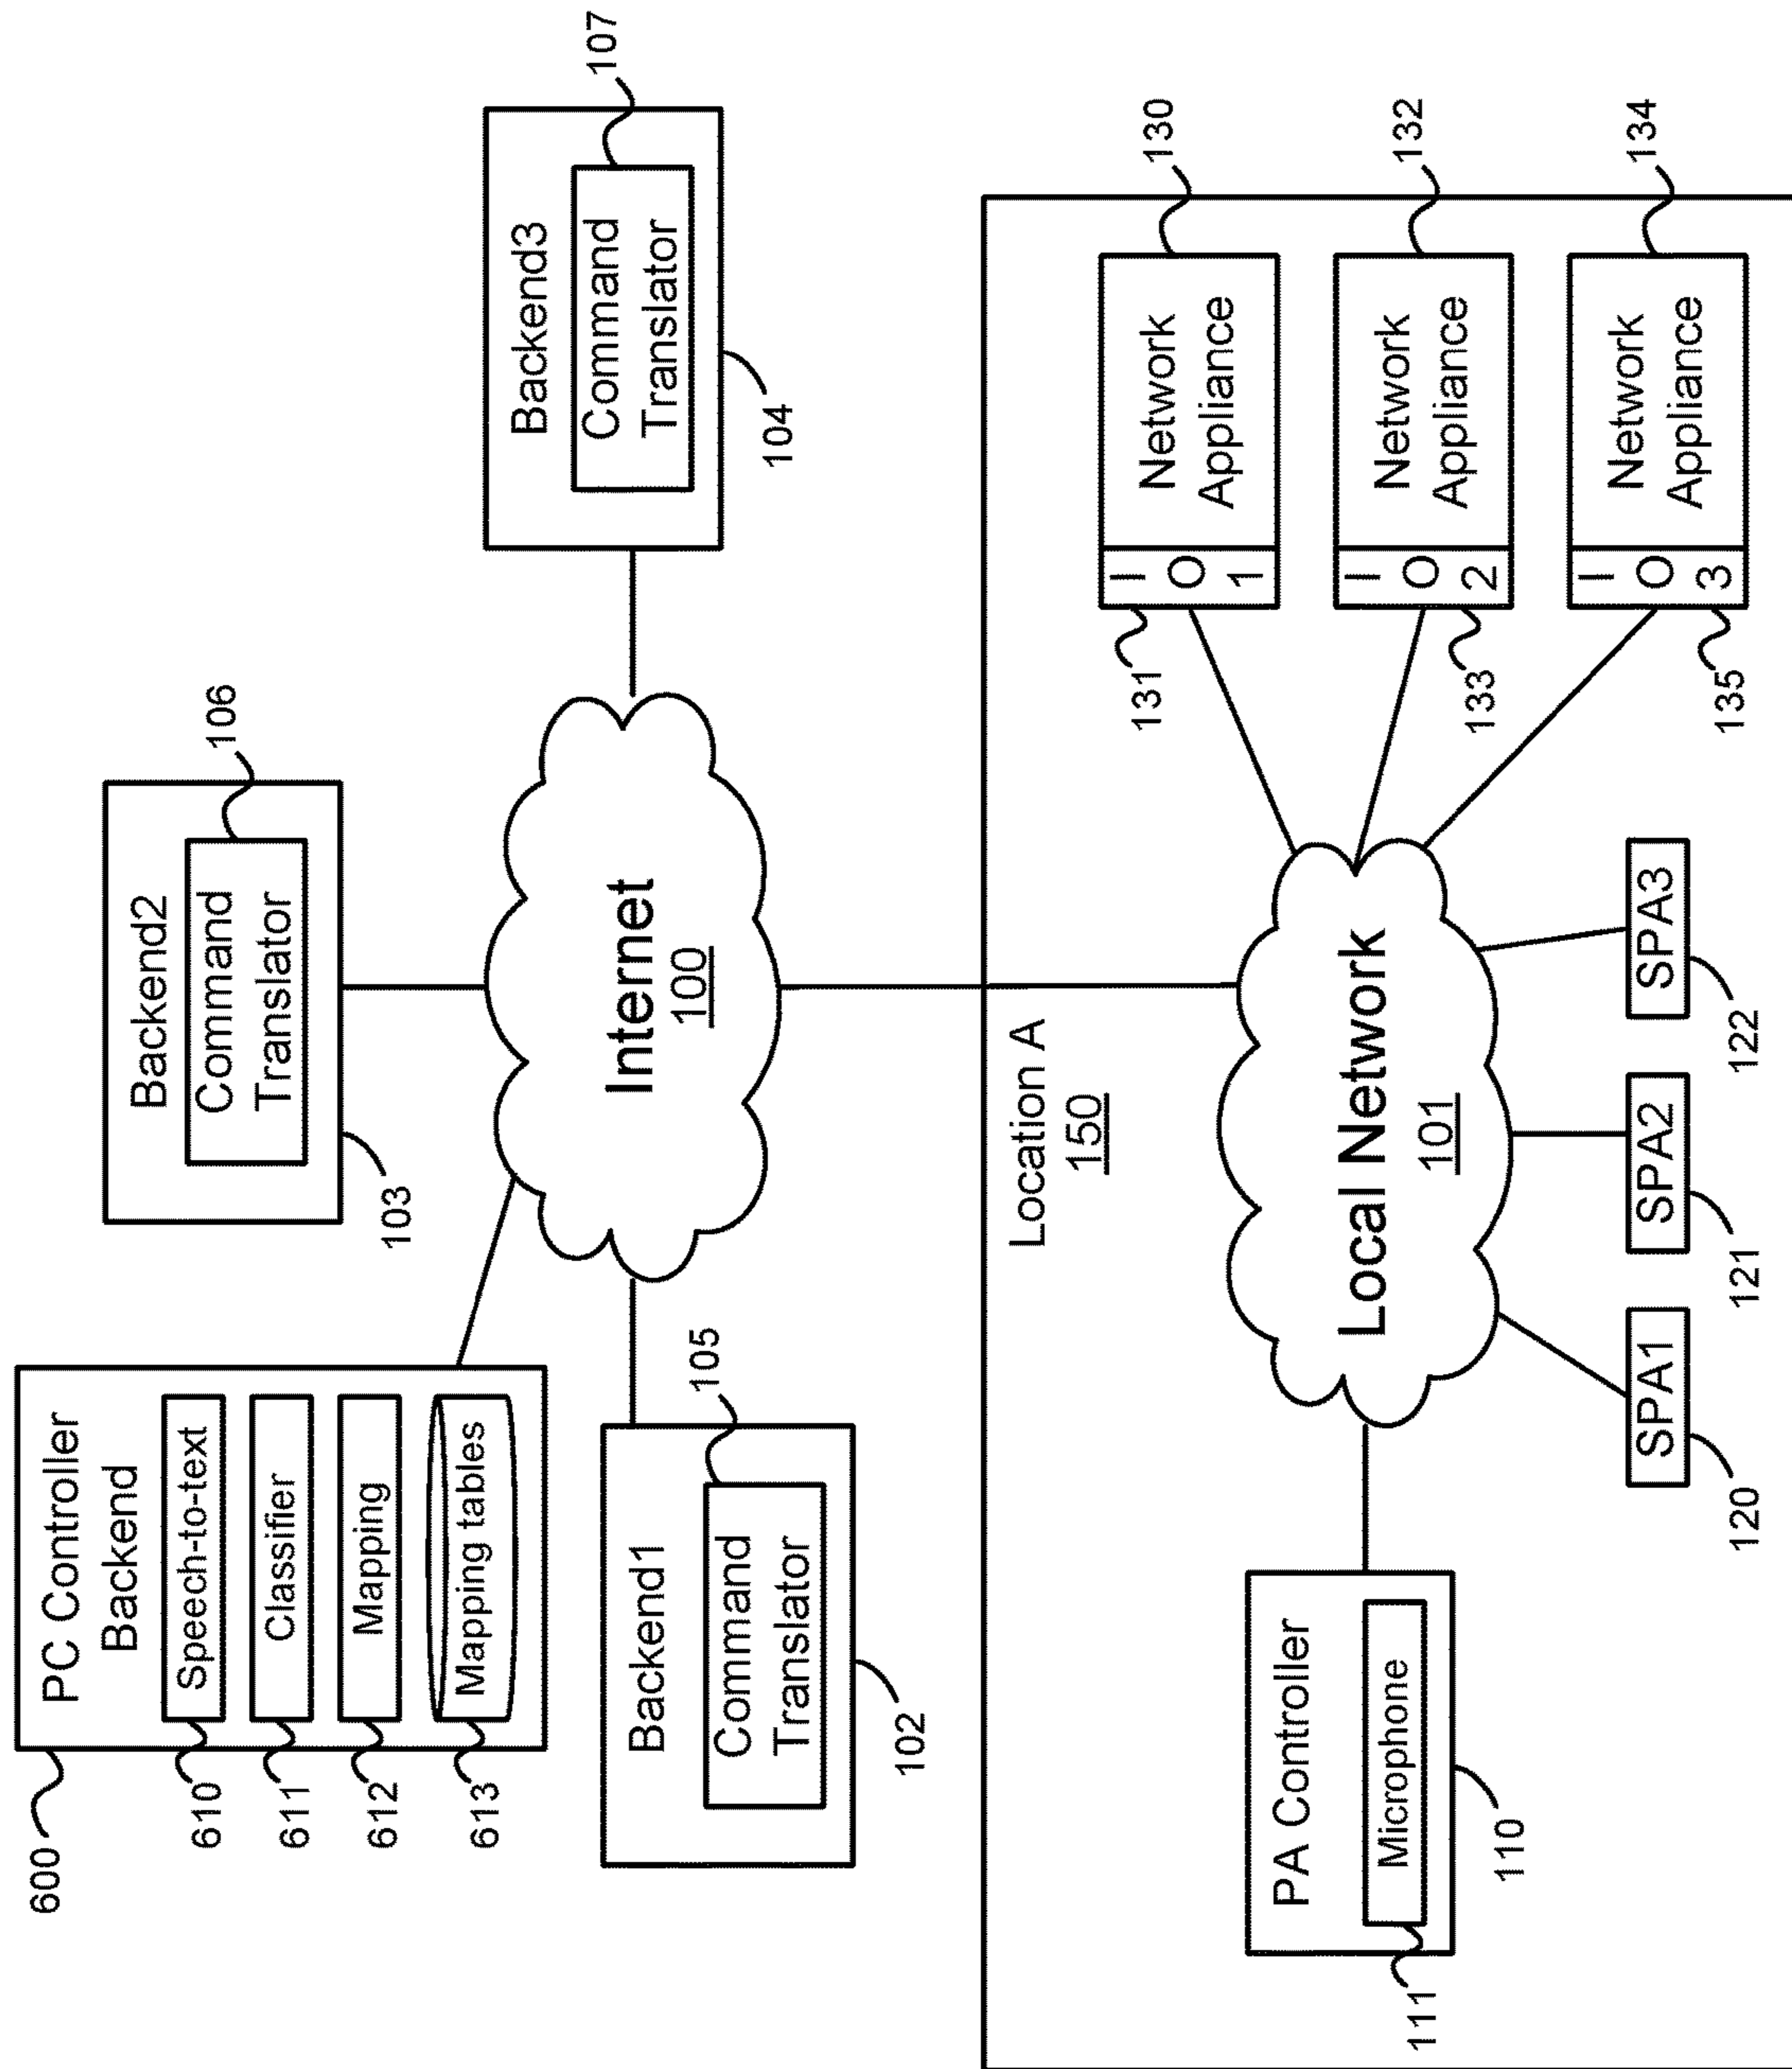 600
PC Controller
Backend
610
Speech-to-text
611
Classifier
612
Mapping
613
Mapping tables
Backend2
Command
Translator
106
103
Backend1
Command
Translator
105
102
Internet
100
Backend3
Command
Translator
107
104
Location A
150
PA Controller
Microphone
111
110
Local Network
101
SPA1
120
SPA2
121
SPA3
122
I
O
1
Network
Appliance
130
131
I
O
2
Network
Appliance
132
133
I
O
3
Network
Appliance
134
135